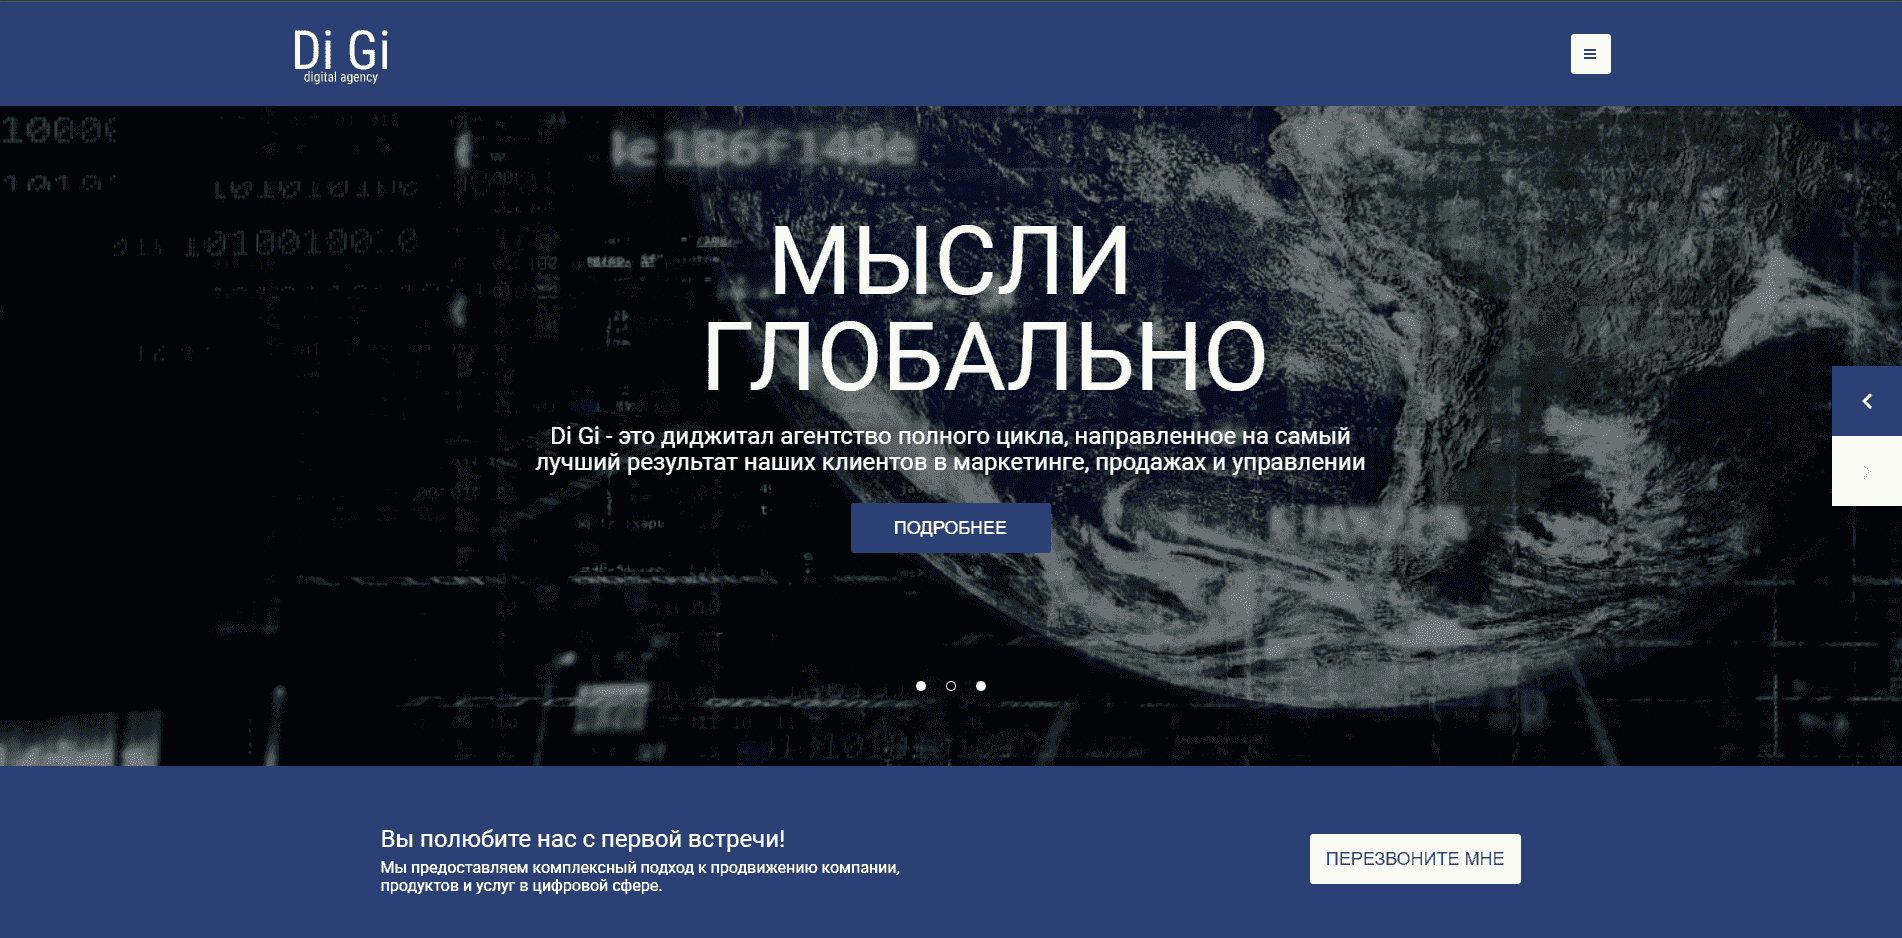 Di Gi
digital agency
10000
186f148e
МЫСЛИ
ГЛОБАЛЬНО
Di Gi - это диджитал агентство полного цикла, направленное на самый
лучший результат наших клиентов в маркетинге, продажах и управлении
ПОДРОБНЕЕ
Вы полюбите нас с первой встречи!
Мы предоставляем комплексный подход к продвижению компании,
продуктов и услуг в цифровой сфере.
ПЕРЕЗВОНИТЕ МНЕ